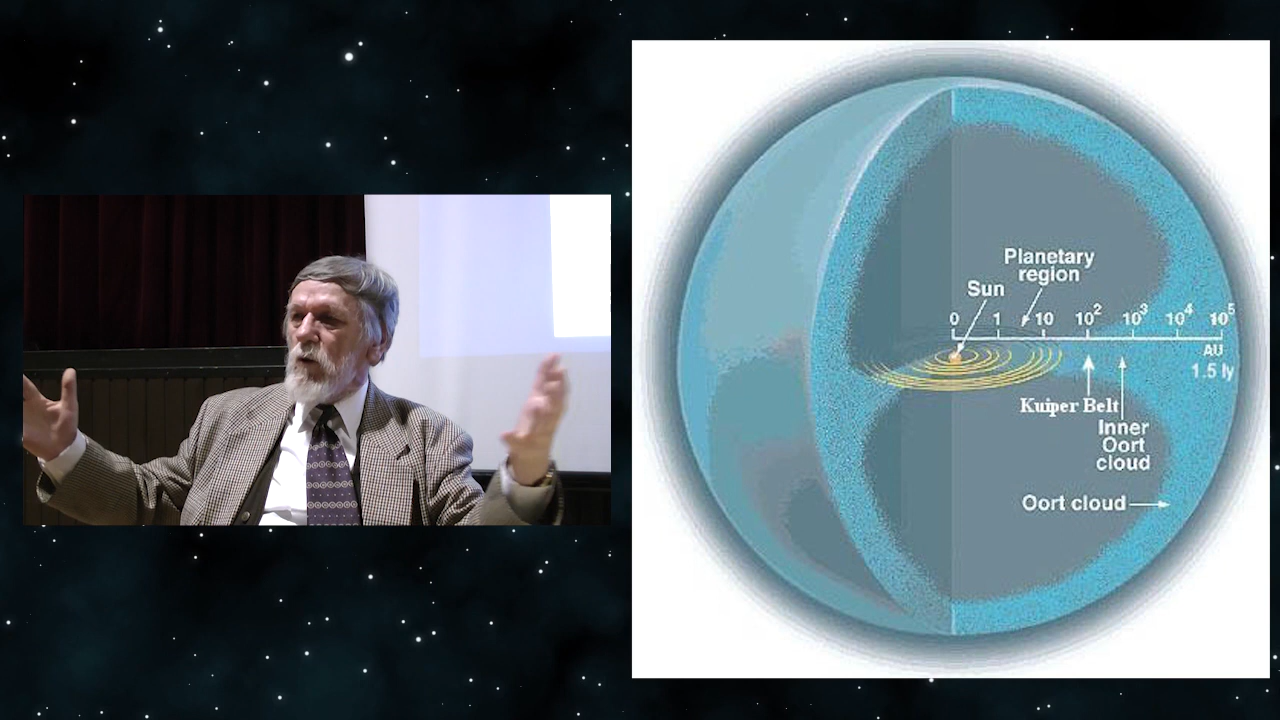 Planetary
region
Sun
0 1 10 10² 10³ 10⁴ 10⁵
AU
1.5 ly
Kuiper Belt
Inner
Oort
cloud
Oort cloud